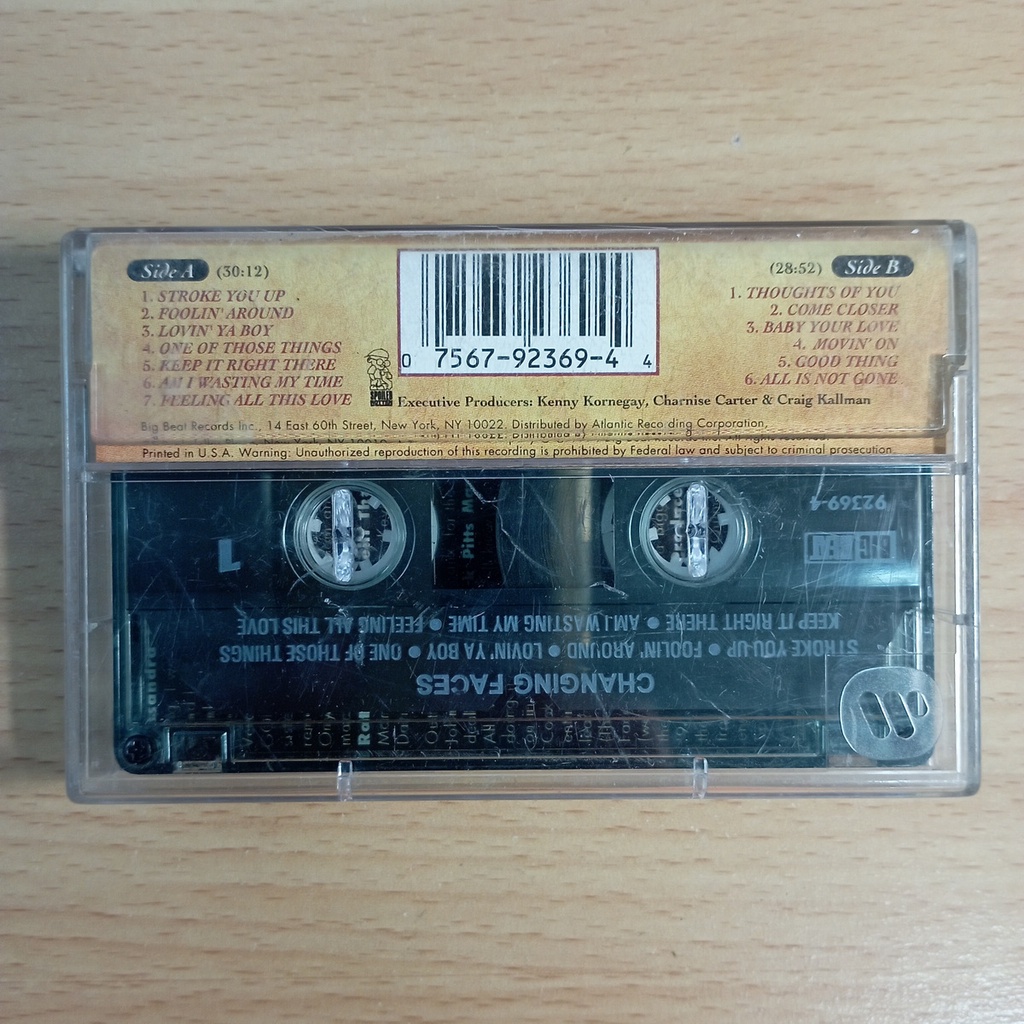 Side A (30:12)
1. STROKE YOU UP
2. FOOLIN' AROUND
3. LOVIN' YA BOY
4. ONE OF THOSE THINGS
5. KEEP IT RIGHT THERE
6. AM I WASTING MY TIME
7. FEELING ALL THIS LOVE
0 7567-92369-4 4
(28:52) Side B
1. THOUGHTS OF YOU
2. COME CLOSER
3. BABY YOUR LOVE
4. MOVIN' ON
5. GOOD THING
6. ALL IS NOT GONE
Executive Producers: Kenny Kornegay, Charnise Carter & Craig Kallman
Big Beat Records Inc., 14 East 60th Street, New York, NY 10022. Distributed by Atlantic Recording Corporation,
Printed in U.S.A. Warning: Unauthorized reproduction of this recording is prohibited by Federal law and subject to criminal prosecution.
CHANGING FACES
STROKE YOU UP • FOOLIN' AROUND • LOVIN' YA BOY • ONE OF THOSE THINGS
KEEP IT RIGHT THERE • AM I WASTING MY TIME • FEELING ALL THIS LOVE
BIG BEAT
1
92369-4
Pitts